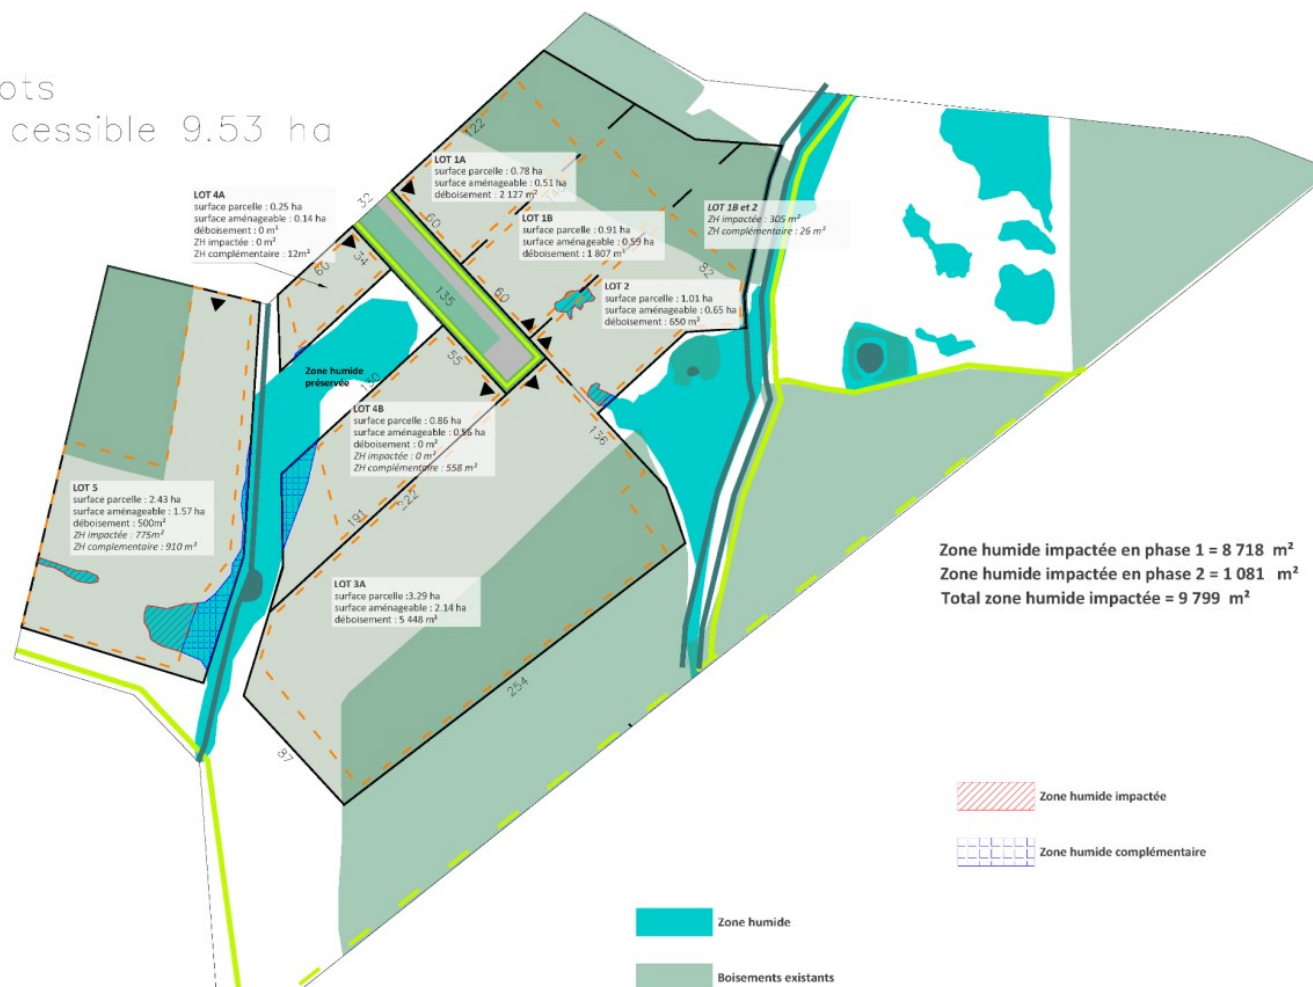 ots
cessible 9.53 ha
LOT 4A
surface parcelle : 0.25 ha
surface aménageable : 0.14 ha
déboisement : 0 m²
ZH impactée : 0 m²
ZH complémentaire : 12m²
LOT 1A
surface parcelle : 0.78 ha
surface aménageable : 0.51 ha
déboisement : 2 127 m²
LOT 1B
surface parcelle : 0.91 ha
surface aménageable : 0.59 ha
déboisement : 1 807 m²
LOT 1B et 2
ZH impactée : 305 m²
ZH complémentaire : 26 m²
LOT 2
surface parcelle : 1.01 ha
surface aménageable : 0.65 ha
déboisement : 650 m²
122
32
60
60
34
135
60
82
55
Zone humide
préservée
130
136
LOT 4B
surface parcelle : 0.86 ha
surface aménageable : 0.56 ha
déboisement : 0 m²
ZH impactée : 0 m²
ZH complémentaire : 558 m²
191
222
LOT 5
surface parcelle : 2.43 ha
surface aménageable : 1.57 ha
déboisement : 500m²
ZH impactée : 775m²
ZH complementaire : 910 m²
LOT 3A
surface parcelle :3.29 ha
surface aménageable : 2.14 ha
déboisement : 5 448 m²
254
87
Zone humide impactée en phase 1 = 8 718 m²
Zone humide impactée en phase 2 = 1 081 m²
Total zone humide impactée = 9 799 m²
Zone humide impactée
Zone humide complémentaire
Zone humide
Boisements existants